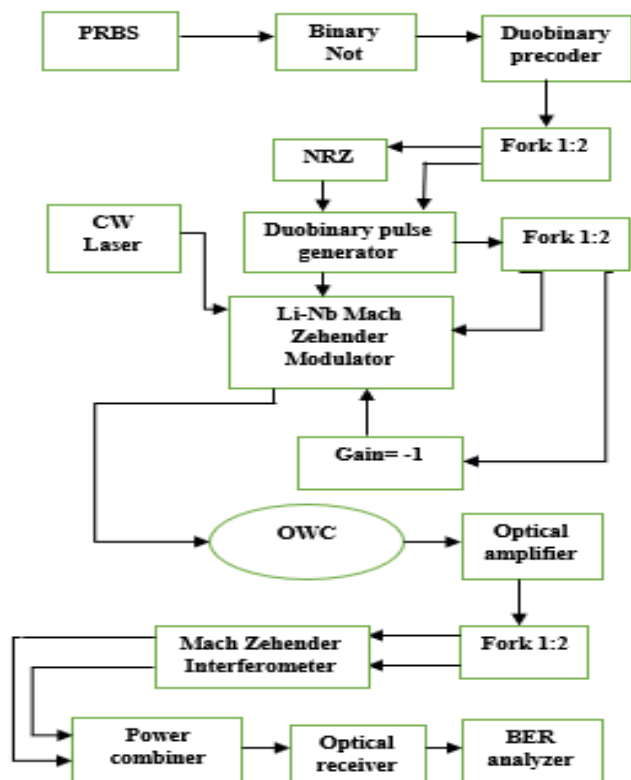 PRBS
Binary
Not
Duobinary
precoder
NRZ
Fork 1:2
CW
Laser
Duobinary pulse
generator
Fork 1:2
Li-Nb Mach
Zehender
Modulator
Gain= -1
OWC
Optical
amplifier
Mach Zehender
Interferometer
Fork 1:2
Power
combiner
Optical
receiver
BER
analyzer